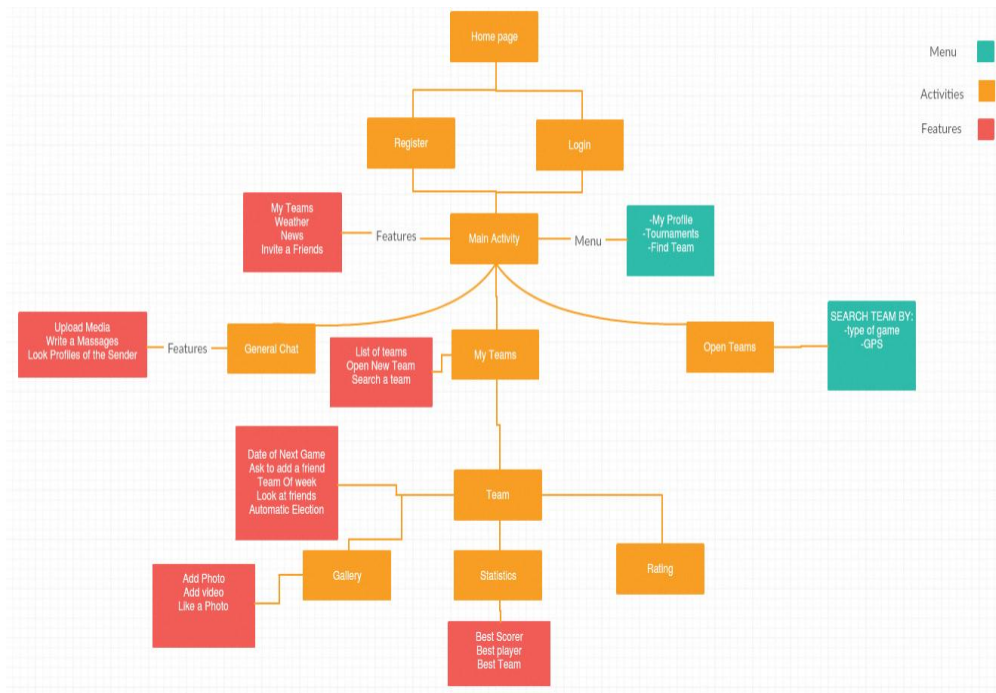 Home page
Menu
Activities
Features
Register
Login
My Teams
Weather
News
Invite a Friends
Features
Main Activity
Menu
-My Profile
-Tournaments
-Find Team
Upload Media
Write a Massages
Look Profiles of the Sender
Features
General Chat
List of teams
Open New Team
Search a team
My Teams
Open Teams
SEARCH TEAM BY:
-type of game
-GPS
Date of Next Game
Ask to add a friend
Team Of week
Look at friends
Automatic Election
Team
Add Photo
Add video
Like a Photo
Gallery
Statistics
Rating
Best Scorer
Best player
Best Team